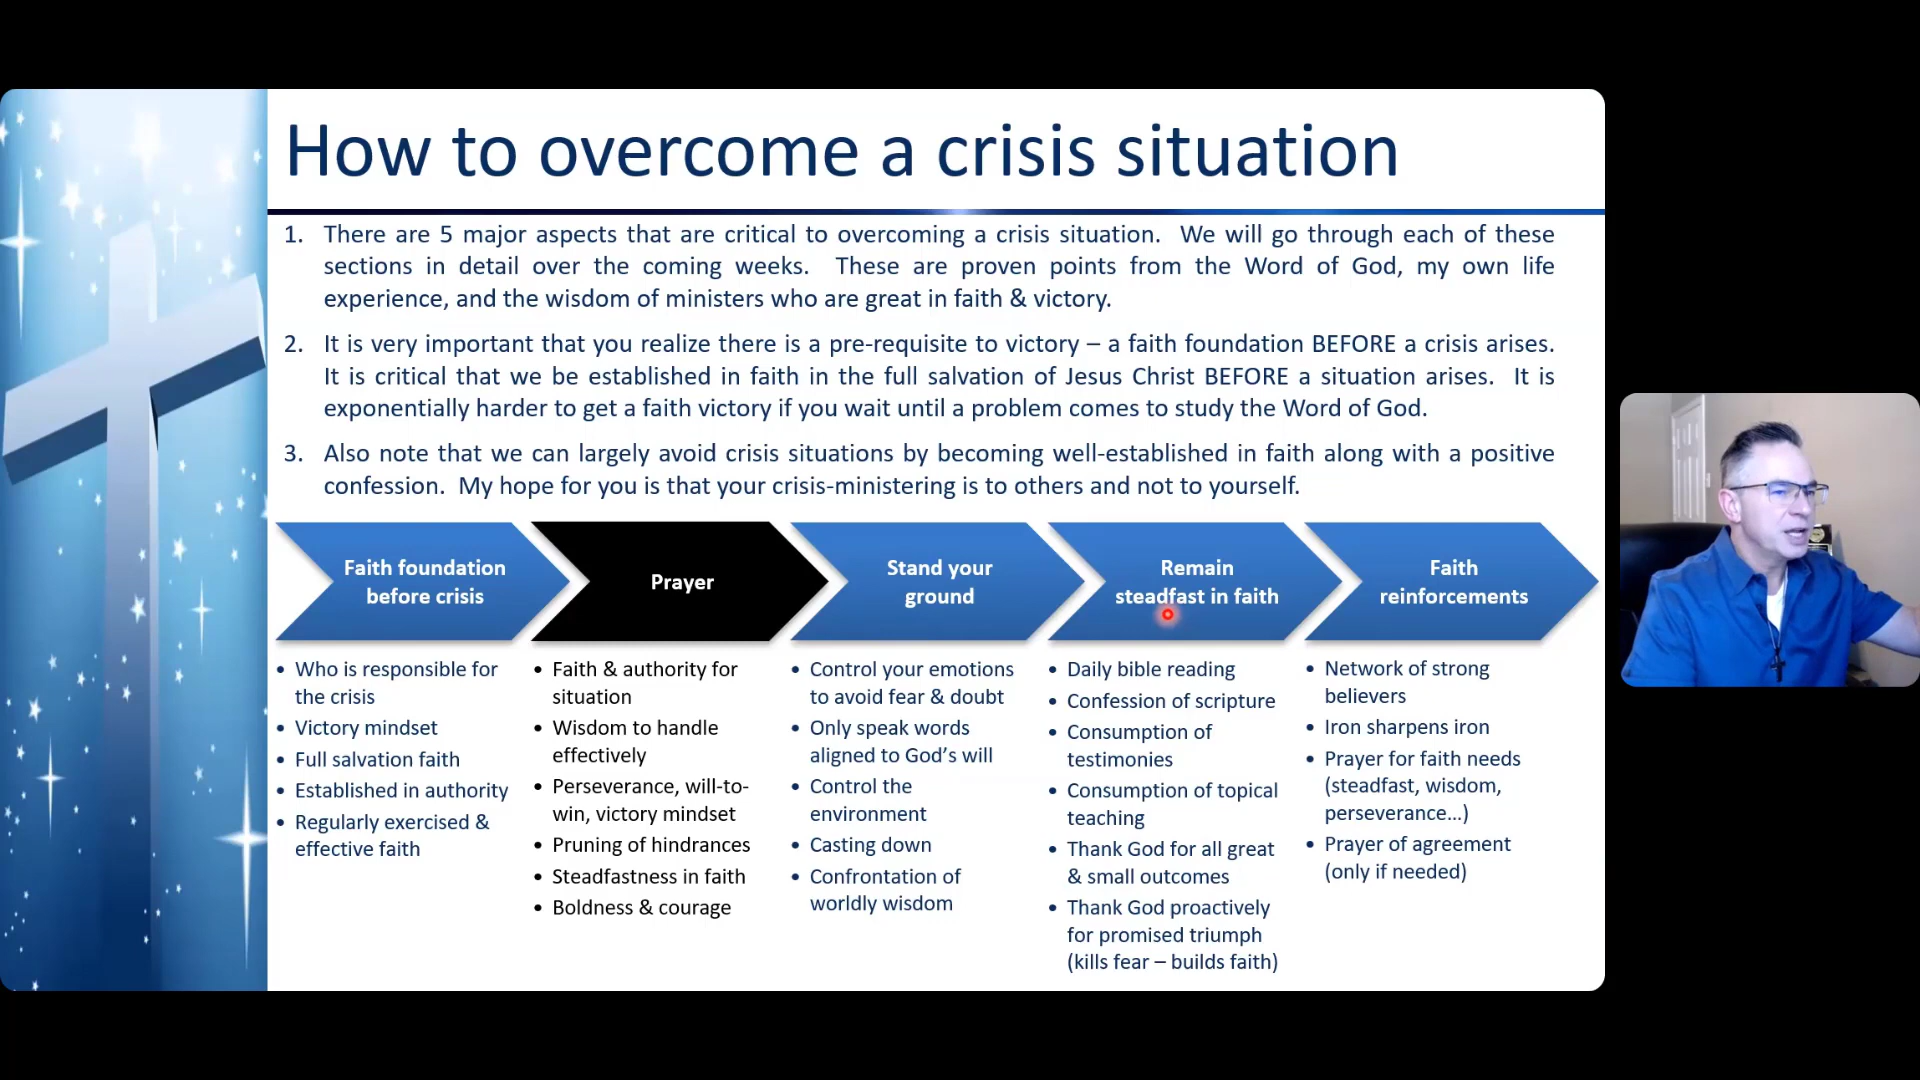 How to overcome a crisis situation
1. There are 5 major aspects that are critical to overcoming a crisis situation. We will go through each of these
sections in detail over the coming weeks. These are proven points from the Word of God, my own life
experience, and the wisdom of ministers who are great in faith & victory.
2. It is very important that you realize there is a pre-requisite to victory – a faith foundation BEFORE a crisis arises.
It is critical that we be established in faith in the full salvation of Jesus Christ BEFORE a situation arises. It is
exponentially harder to get a faith victory if you wait until a problem comes to study the Word of God.
3. Also note that we can largely avoid crisis situations by becoming well-established in faith along with a positive
confession. My hope for you is that your crisis-ministering is to others and not to yourself.
Faith foundation
before crisis
• Who is responsible for
the crisis
• Victory mindset
• Full salvation faith
• Established in authority
• Regularly exercised &
effective faith
Prayer
• Faith & authority for
situation
• Wisdom to handle
effectively
• Perseverance, will-to-
win, victory mindset
• Pruning of hindrances
• Steadfastness in faith
• Boldness & courage
Stand your
ground
• Control your emotions
to avoid fear & doubt
• Only speak words
aligned to God's will
• Control the
environment
• Casting down
• Confrontation of
worldly wisdom
Remain
steadfast in faith
• Daily bible reading
• Confession of scripture
• Consumption of
testimonies
• Consumption of topical
teaching
• Thank God for all great
& small outcomes
• Thank God proactively
for promised triumph
(kills fear – builds faith)
Faith
reinforcements
• Network of strong
believers
• Iron sharpens iron
• Prayer for faith needs
(steadfast, wisdom,
perseverance…)
• Prayer of agreement
(only if needed)